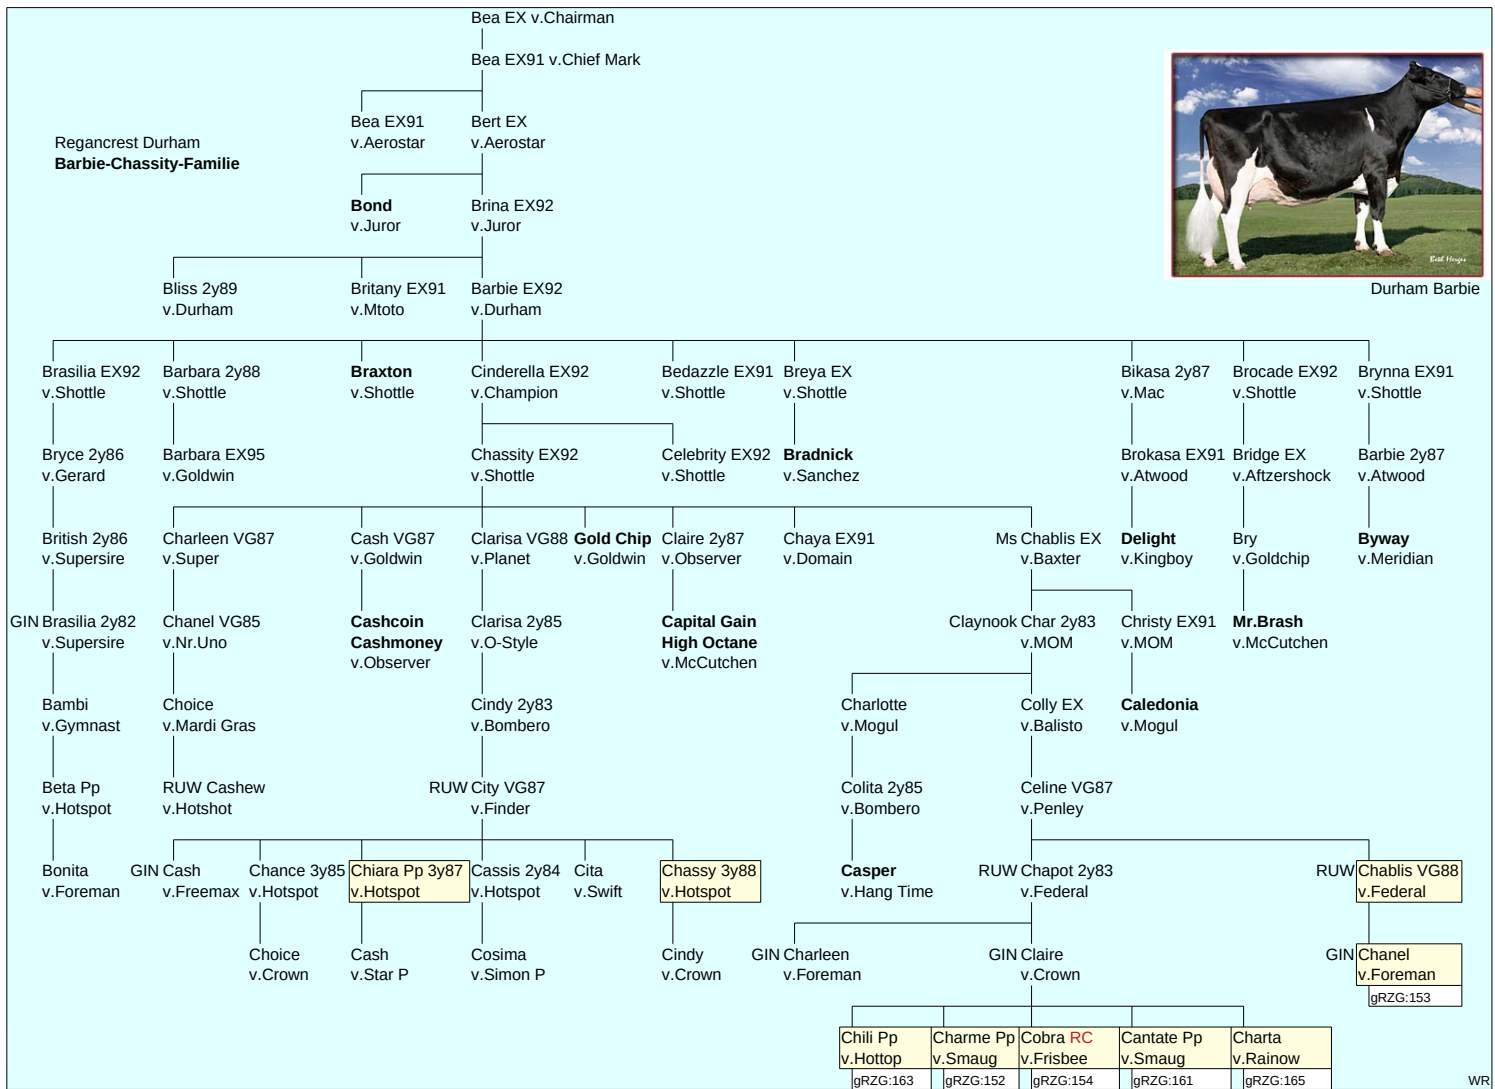 Bea EX v.Chairman
Bea EX91 v.Chief Mark
Bea EX91
v.Aerostar
Bert EX
v.Aerostar
Regancrest Durham
Barbie-Chassity-Familie
Bond
v.Juror
Brina EX92
v.Juror
Beth Herges
Durham Barbie
Bliss 2y89
v.Durham
Britany EX91
v.Mtoto
Barbie EX92
v.Durham
Brasilia EX92
v.Shottle
Barbara 2y88
v.Shottle
Braxton
v.Shottle
Cinderella EX92
v.Champion
Bedazzle EX91
v.Shottle
Breya EX
v.Shottle
Bikasa 2y87
v.Mac
Brocade EX92
v.Shottle
Brynna EX91
v.Shottle
Bryce 2y86
v.Gerard
Barbara EX95
v.Goldwin
Chassity EX92
v.Shottle
Celebrity EX92
v.Shottle
Bradnick
v.Sanchez
Brokasa EX91
v.Atwood
Bridge EX
v.Aftzershock
Barbie 2y87
v.Atwood
British 2y86
v.Supersire
Charleen VG87
v.Super
Cash VG87
v.Goldwin
Clarisa VG88
v.Planet
Gold Chip
v.Goldwin
Claire 2y87
v.Observer
Chaya EX91
v.Domain
Ms Chablis EX
v.Baxter
Delight
v.Kingboy
Bry
v.Goldchip
Byway
v.Meridian
GIN Brasilia 2y82
v.Supersire
Chanel VG85
v.Nr.Uno
Cashcoin
Cashmoney
v.Observer
Clarisa 2y85
v.O-Style
Capital Gain
High Octane
v.McCutchen
Claynook Char 2y83
v.MOM
Christy EX91
v.MOM
Mr.Brash
v.McCutchen
Bambi
v.Gymnast
Choice
v.Mardi Gras
Cindy 2y83
v.Bombero
Charlotte
v.Mogul
Colly EX
v.Balisto
Caledonia
v.Mogul
Beta Pp
v.Hotspot
RUW Cashew
v.Hotshot
RUW City VG87
v.Finder
Colita 2y85
v.Bombero
Celine VG87
v.Penley
Bonita
v.Foreman
GIN Cash
v.Freemax
Chance 3y85
v.Hotspot
Chiara Pp 3y87
v.Hotspot
Cassis 2y84
v.Hotspot
Cita
v.Swift
Chassy 3y88
v.Hotspot
Casper
v.Hang Time
RUW Chapot 2y83
v.Federal
RUW Chablis VG88
v.Federal
Choice
v.Crown
Cash
v.Star P
Cosima
v.Simon P
Cindy
v.Crown
GIN Charleen
v.Foreman
GIN Claire
v.Crown
GIN Chanel
v.Foreman
gRZG:153
Chili Pp
v.Hottop
gRZG:163
Charme Pp
v.Smaug
gRZG:152
Cobra RC
v.Frisbee
gRZG:154
Cantate Pp
v.Smaug
gRZG:161
Charta
v.Rainow
gRZG:165
WR